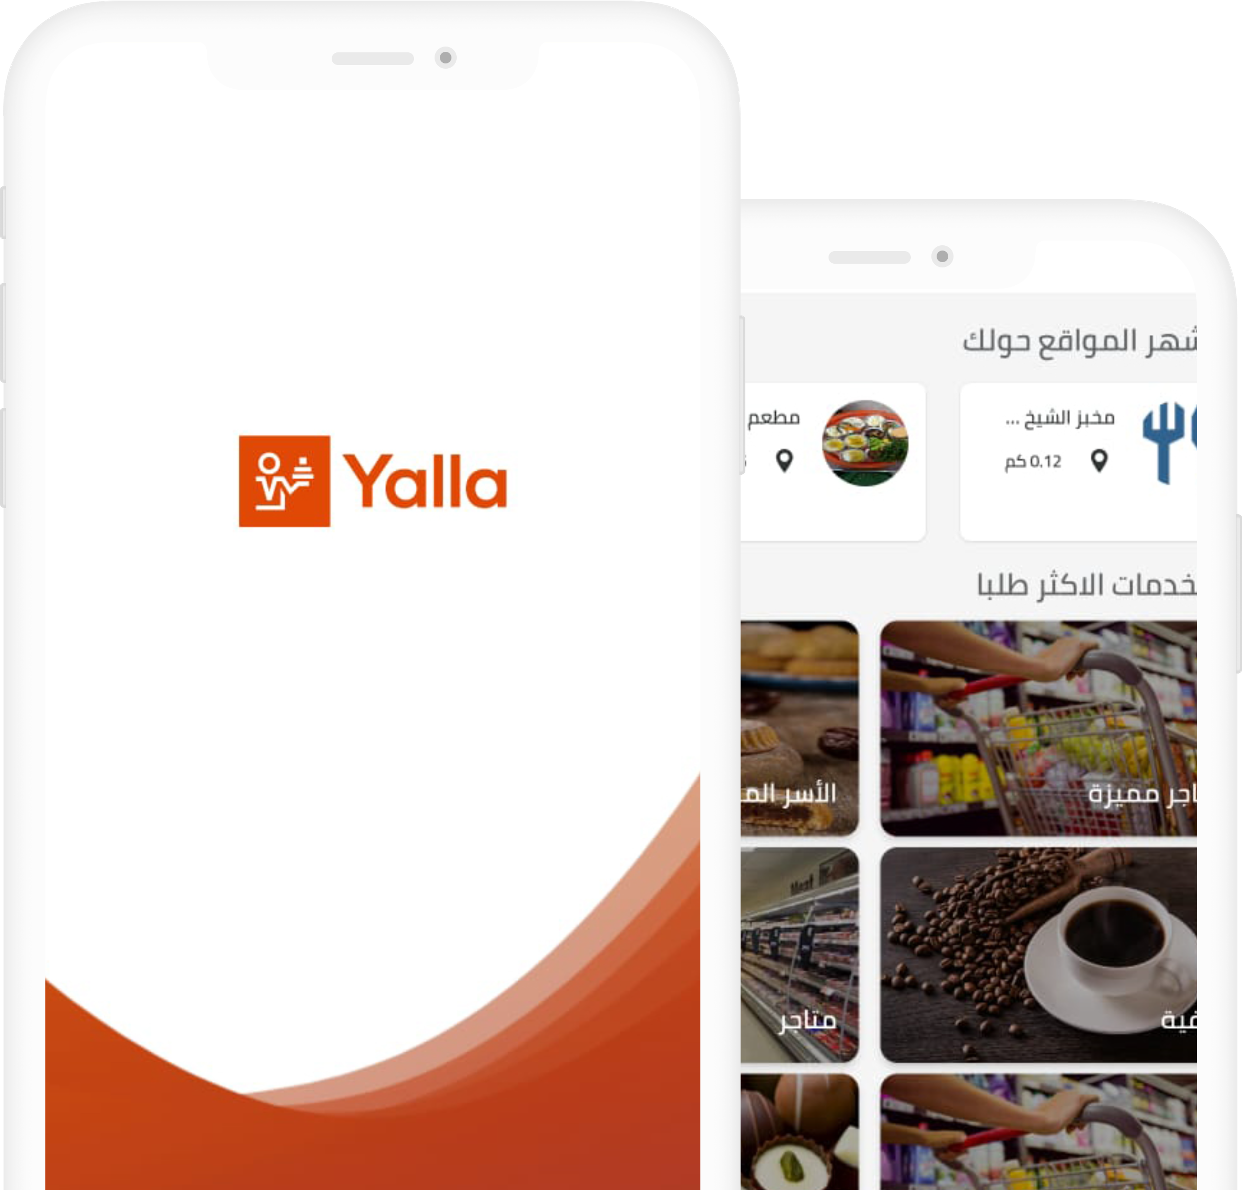 Yalla
شهر المواقع حولك
مخبز الشيخ ...
0.12 كم
مطعم
خدمات الاكثر طلبا
اجر مميزة
الأسر الم
فية
متاجر
Meat